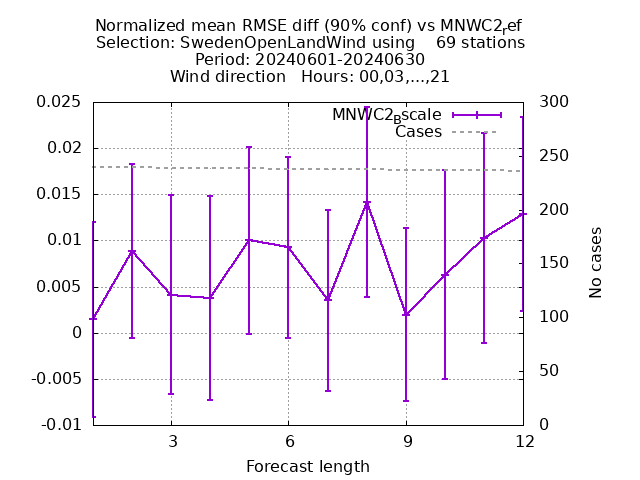 Normalized mean RMSE diff (90% conf) vs MNWC2ref
Selection: SwedenOpenLandWind using 69 stations
Period: 20240601-20240630
Wind direction Hours: 00,03,...,21
MNWC2Bscale
Cases
0.025
0.02
0.015
0.01
0.005
0
-0.005
-0.01
300
250
200
150
100
50
0
No cases
3 6 9 12
Forecast length